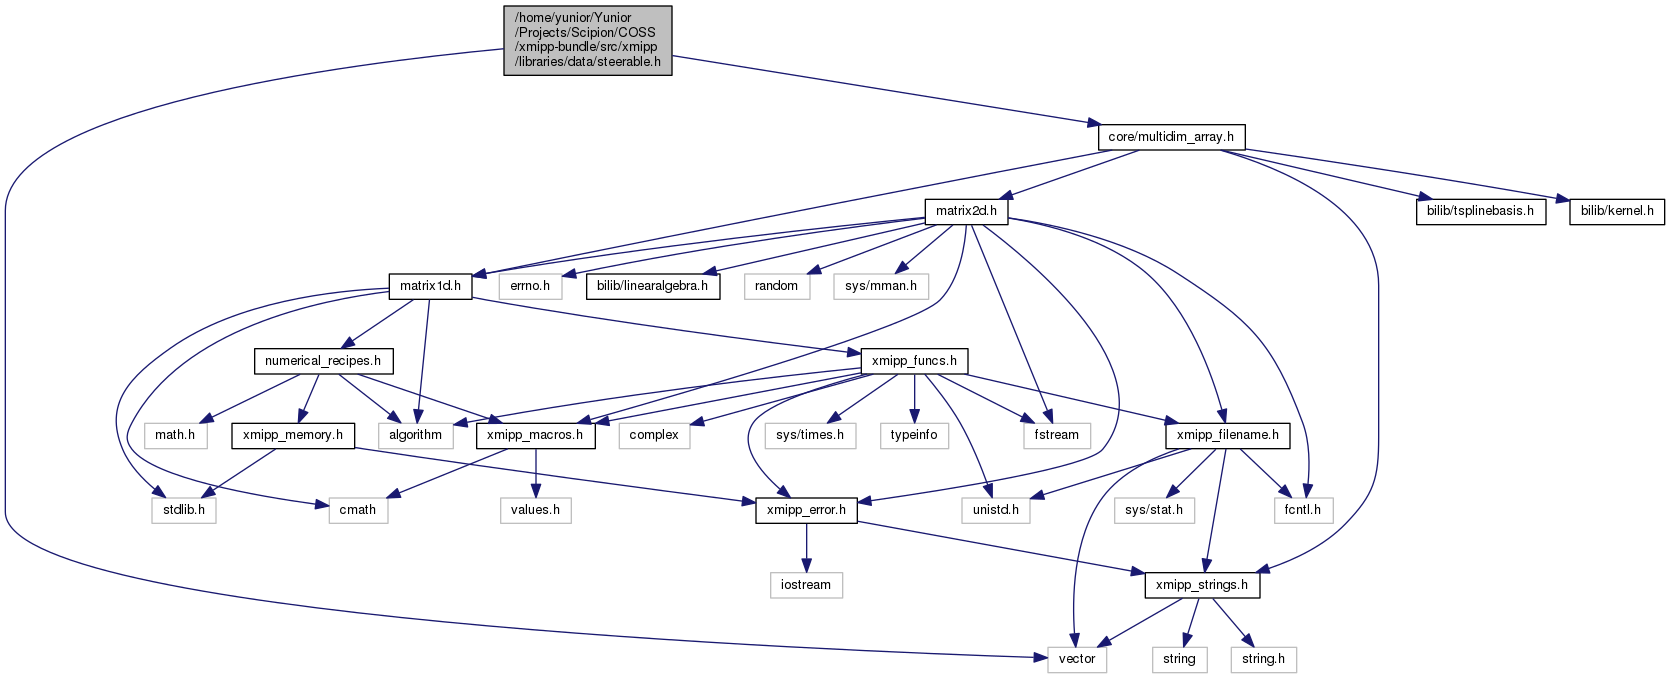 /home/yunior/Yunior
/Projects/Scipion/COSS
/xmipp-bundle/src/xmipp
/libraries/data/steerable.h
core/multidim_array.h
matrix2d.h
bilib/tsplinebasis.h
bilib/kernel.h
matrix1d.h
errno.h
bilib/linearalgebra.h
random
sys/mman.h
numerical_recipes.h
xmipp_funcs.h
math.h
xmipp_memory.h
algorithm
xmipp_macros.h
complex
sys/times.h
typeinfo
fstream
xmipp_filename.h
stdlib.h
cmath
values.h
xmipp_error.h
unistd.h
sys/stat.h
fcntl.h
iostream
xmipp_strings.h
vector
string
string.h